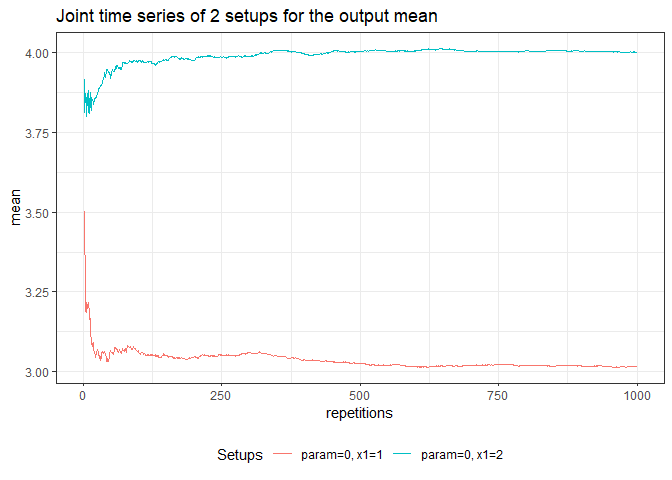 Joint time series of 2 setups for the output mean
4.00
3.75
3.50
3.25
3.00
mean
0
250
500
750
1000
repetitions
Setups
param=0, x1=1
param=0, x1=2